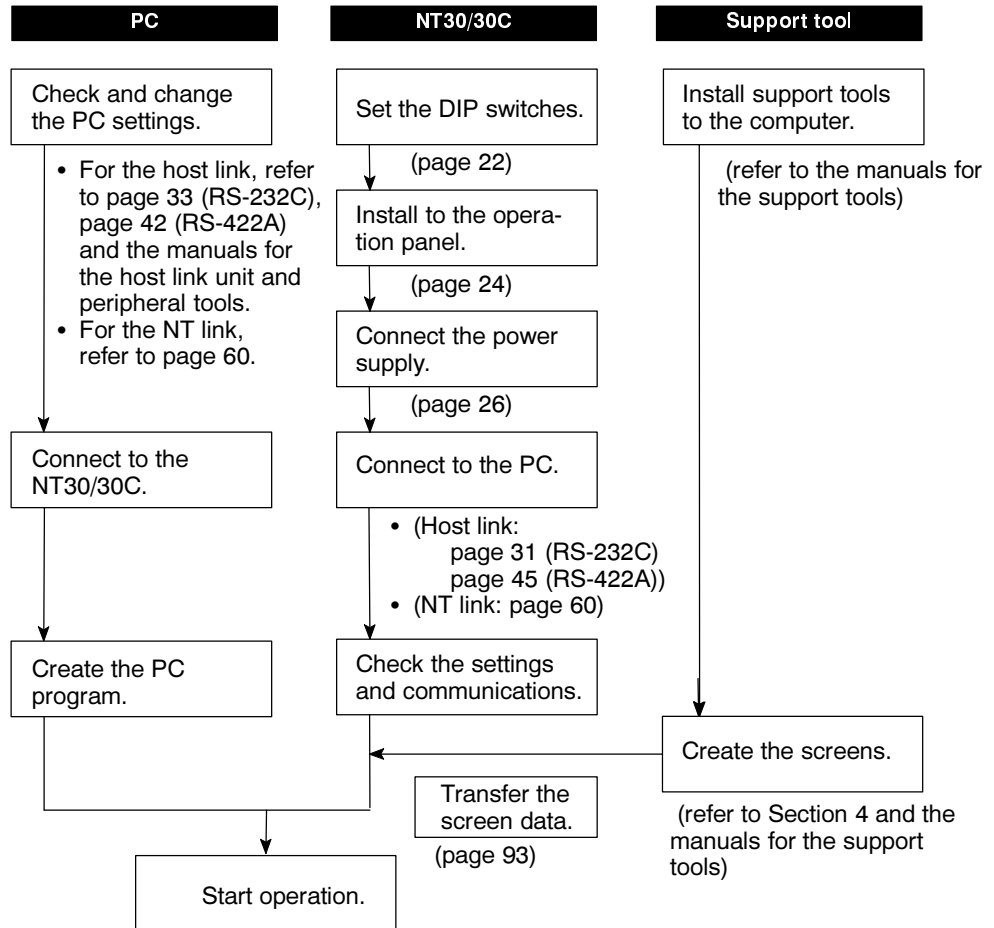 PC
NT30/30C
Support tool
Check and change
the PC settings.
• For the host link, refer
to page 33 (RS-232C),
page 42 (RS-422A)
and the manuals for
the host link unit and
peripheral tools.
• For the NT link,
refer to page 60.
Connect to the
NT30/30C.
Create the PC
program.
Set the DIP switches.
(page 22)
Install to the opera-
tion panel.
(page 24)
Connect the power
supply.
(page 26)
Connect to the PC.
• (Host link:
page 31 (RS-232C)
page 45 (RS-422A))
• (NT link: page 60)
Check the settings
and communications.
Install support tools
to the computer.
(refer to the manuals for
the support tools)
Create the screens.
(refer to Section 4 and the
manuals for the support
tools)
Transfer the
screen data.
(page 93)
Start operation.